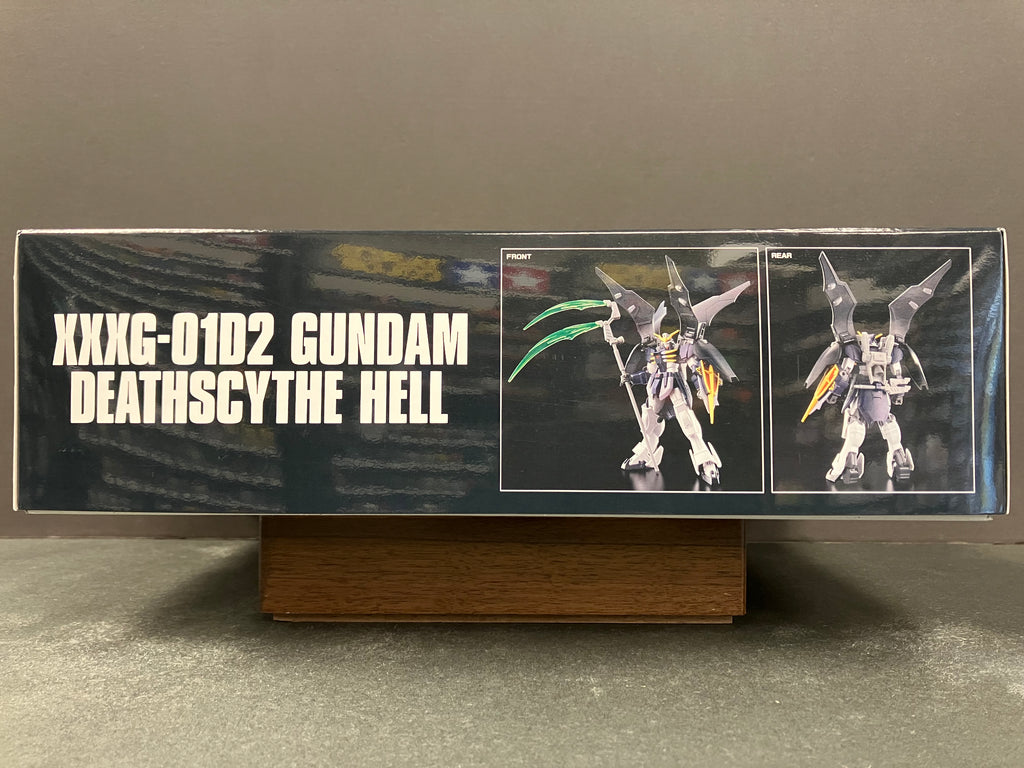 XXXG-01D2 GUNDAM
DEATHSCYTHE HELL
FRONT
REAR